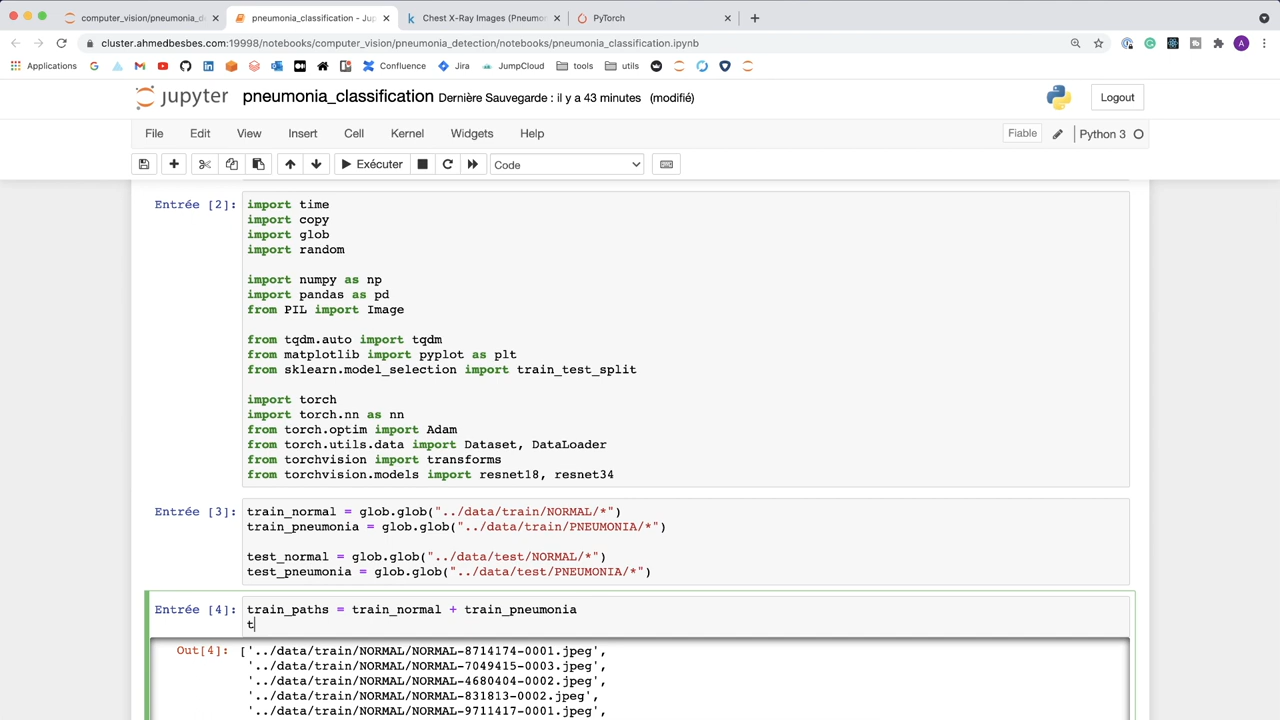 computer_vision/pneumonia_d
pneumonia_classification - Jup
Chest X-Ray Images (Pneumon
PyTorch
cluster.ahmedbesbes.com:19998/notebooks/computer_vision/pneumonia_detection/notebooks/pneumonia_classification.ipynb
A
Applications
Confluence
Jira
JumpCloud
tools
utils
jupyter
pneumonia_classification Dernière Sauvegarde : il y a 43 minutes (modifié)
Logout
File Edit View Insert Cell Kernel Widgets Help
Fiable
Python 3
Exécuter
Code
Entrée [2]:
import time
import copy
import glob
import random
import numpy as np
import pandas as pd
from PIL import Image
from tqdm.auto import tqdm
from matplotlib import pyplot as plt
from sklearn.model_selection import train_test_split
import torch
import torch.nn as nn
from torch.optim import Adam
from torch.utils.data import Dataset, DataLoader
from torchvision import transforms
from torchvision.models import resnet18, resnet34
Entrée [3]:
train_normal = glob.glob("../data/train/NORMAL/*")
train_pneumonia = glob.glob("../data/train/PNEUMONIA/*")
test_normal = glob.glob("../data/test/NORMAL/*")
test_pneumonia = glob.glob("../data/test/PNEUMONIA/*")
Entrée [4]:
train_paths = train_normal + train_pneumonia
t
Out[4]:
['../data/train/NORMAL/NORMAL-8714174-0001.jpeg',
'../data/train/NORMAL/NORMAL-7049415-0003.jpeg',
'../data/train/NORMAL/NORMAL-4680404-0002.jpeg',
'../data/train/NORMAL/NORMAL-831813-0002.jpeg',
'../data/train/NORMAL/NORMAL-9711417-0001.jpeg',